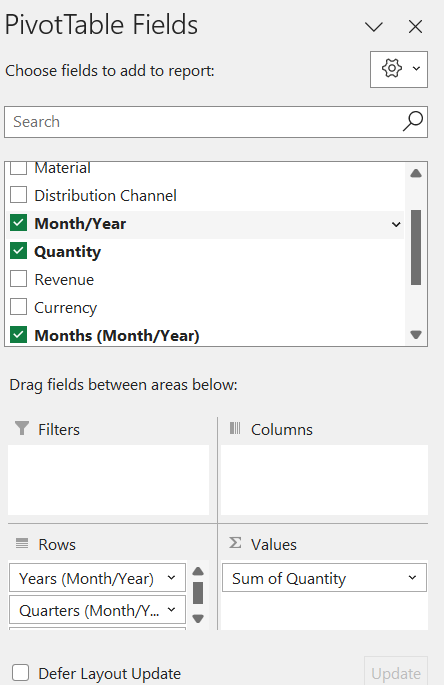 PivotTable Fields
Choose fields to add to report:
Search
Material
Distribution Channel
Month/Year
Quantity
Revenue
Currency
Months (Month/Year)
Drag fields between areas below:
Filters
Columns
Rows
Σ Values
Years (Month/Year)
Sum of Quantity
Quarters (Month/Y...
Defer Layout Update
Update